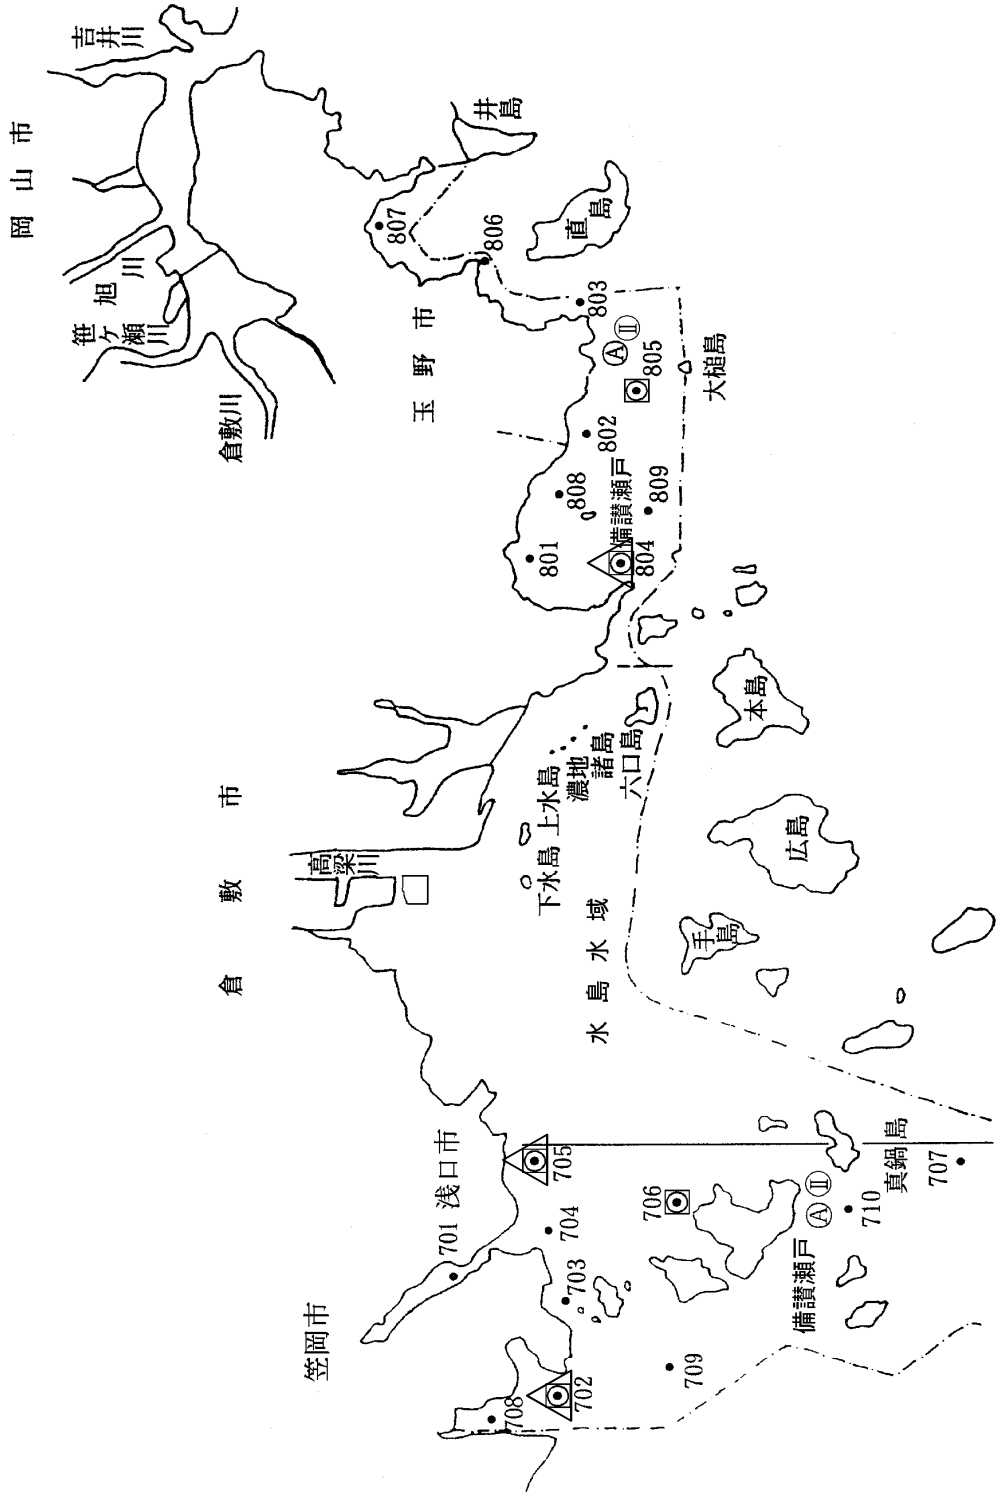 岡山市
吉井川
旭川
笹ヶ瀬川
倉敷川
玉野市
井島
直島
807
806
803
Ⓐ Ⅱ
805
大槌島
802
808
備讃瀬戸
809
801
804
倉敷市
高梁川
上水島
下水島
濃地諸島
六口島
本島
広島
手島
水島水域
笠岡市
浅口市
701
705
704
703
702
708
706
709
備讃瀬戸
Ⓐ Ⅱ
710
真鍋島
707